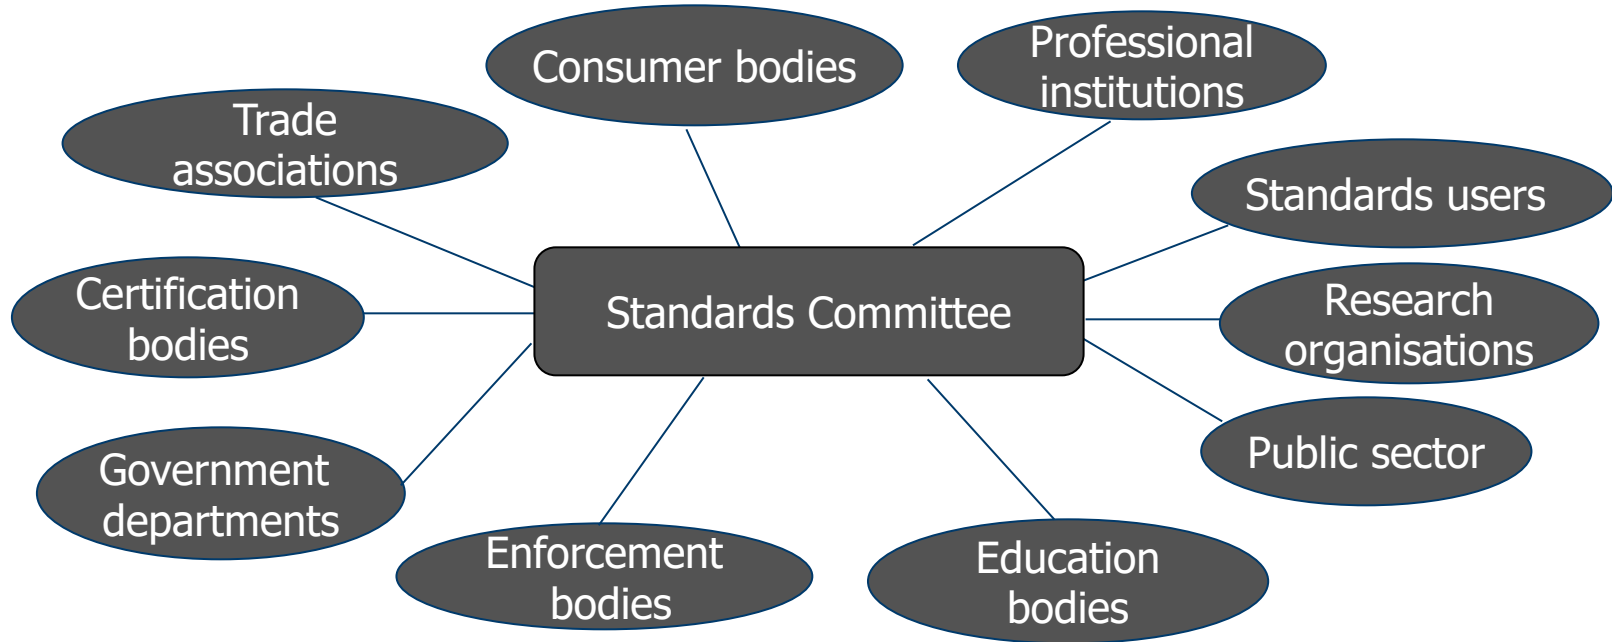 Consumer bodies
Professional
institutions
Trade
associations
Standards users
Certification
bodies
Standards Committee
Research
organisations
Government
departments
Public sector
Enforcement
bodies
Education
bodies